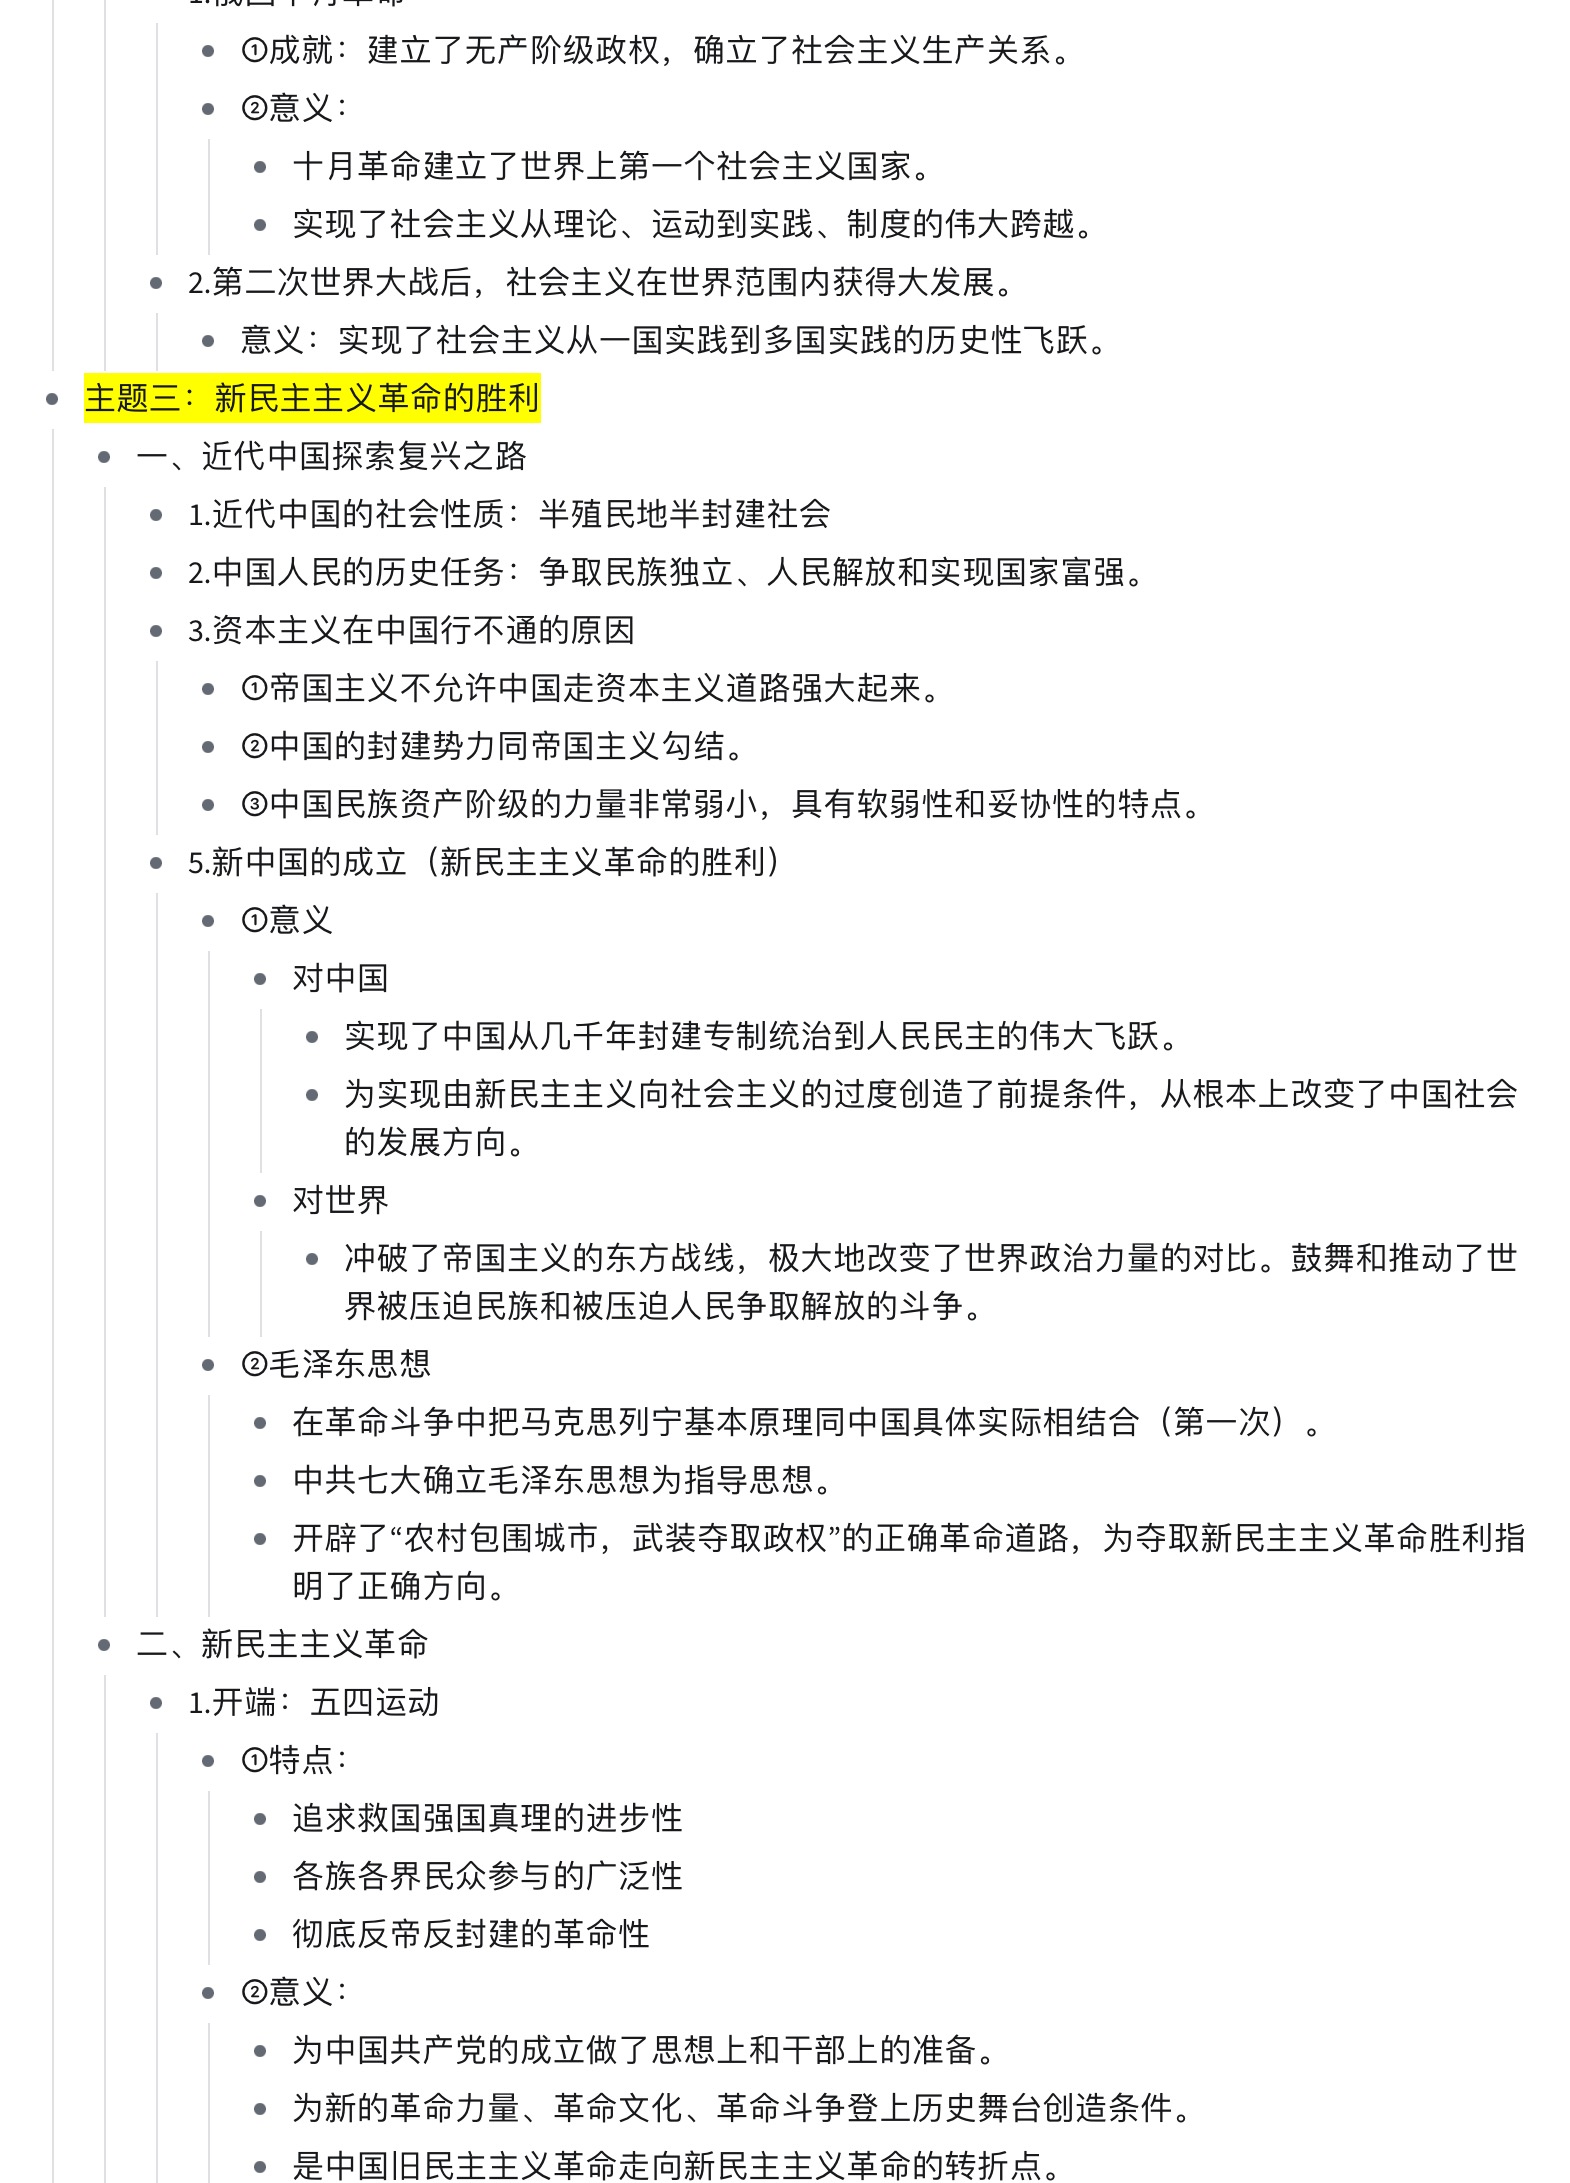 1.俄国十月革命
①成就：建立了无产阶级政权，确立了社会主义生产关系。
②意义：
十月革命建立了世界上第一个社会主义国家。
实现了社会主义从理论、运动到实践、制度的伟大跨越。
2.第二次世界大战后，社会主义在世界范围内获得大发展。
意义：实现了社会主义从一国实践到多国实践的历史性飞跃。
主题三：新民主主义革命的胜利
一、近代中国探索复兴之路
1.近代中国的社会性质：半殖民地半封建社会
2.中国人民的历史任务：争取民族独立、人民解放和实现国家富强。
3.资本主义在中国行不通的原因
①帝国主义不允许中国走资本主义道路强大起来。
②中国的封建势力同帝国主义勾结。
③中国民族资产阶级的力量非常弱小，具有软弱性和妥协性的特点。
5.新中国的成立（新民主主义革命的胜利）
①意义
对中国
实现了中国从几千年封建专制统治到人民民主的伟大飞跃。
为实现由新民主主义向社会主义的过度创造了前提条件，从根本上改变了中国社会
的发展方向。
对世界
冲破了帝国主义的东方战线，极大地改变了世界政治力量的对比。鼓舞和推动了世
界被压迫民族和被压迫人民争取解放的斗争。
②毛泽东思想
在革命斗争中把马克思列宁基本原理同中国具体实际相结合（第一次）。
中共七大确立毛泽东思想为指导思想。
开辟了“农村包围城市，武装夺取政权”的正确革命道路，为夺取新民主主义革命胜利指
明了正确方向。
二、新民主主义革命
1.开端：五四运动
①特点：
追求救国强国真理的进步性
各族各界民众参与的广泛性
彻底反帝反封建的革命性
②意义：
为中国共产党的成立做了思想上和干部上的准备。
为新的革命力量、革命文化、革命斗争登上历史舞台创造条件。
是中国旧民主主义革命走向新民主主义革命的转折点。